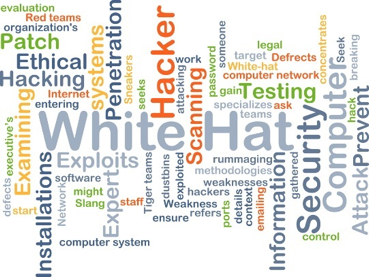 evaluation
Red teams
organization's
Patch
Ethical
Hacking
Internet
entering
systems
Sneakers
Penetration
seeks
Hacker
attacking
work
Scanning
password
someone
gain
legal
target
Defects
White-hat
computer network
Testing
specializes
ask
teams
concentrates
Seek
breaking
hack
Computer
Prevent
Attack
Security
White Hat
executive's
Examining
defects
start
Installations
Exploits
software
Network
might
Slang
Expert
staff
computer system
Tiger teams
dustbins
exploited
hackers
Weakness
refers
ensure
rummaging
methodologies
weaknesses
ports
details
context
emailing
Information
gathered
control